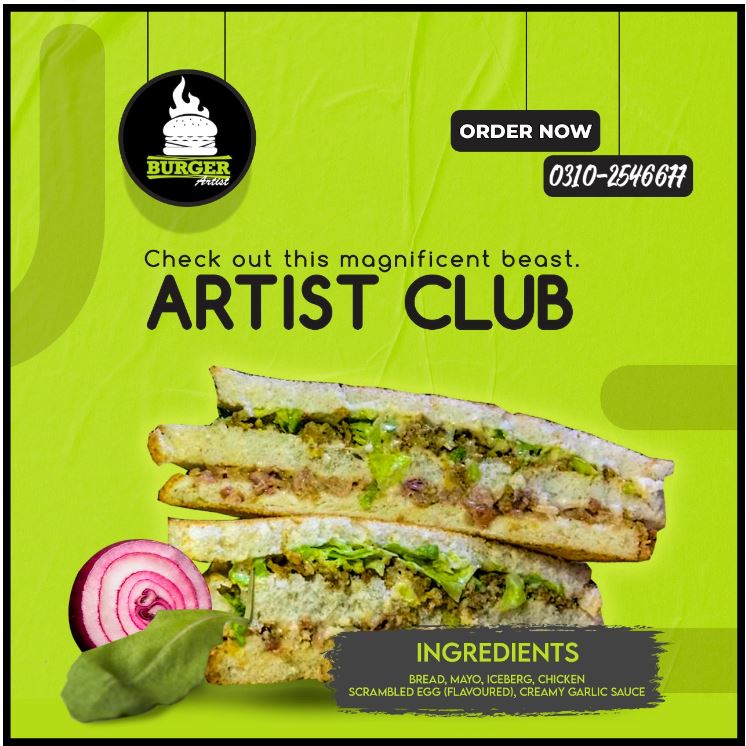 BURGER
Artist
ORDER NOW
0310-2546677
Check out this magnificent beast.
ARTIST CLUB
INGREDIENTS
BREAD, MAYO, ICEBERG, CHICKEN
SCRAMBLED EGG (FLAVOURED), CREAMY GARLIC SAUCE